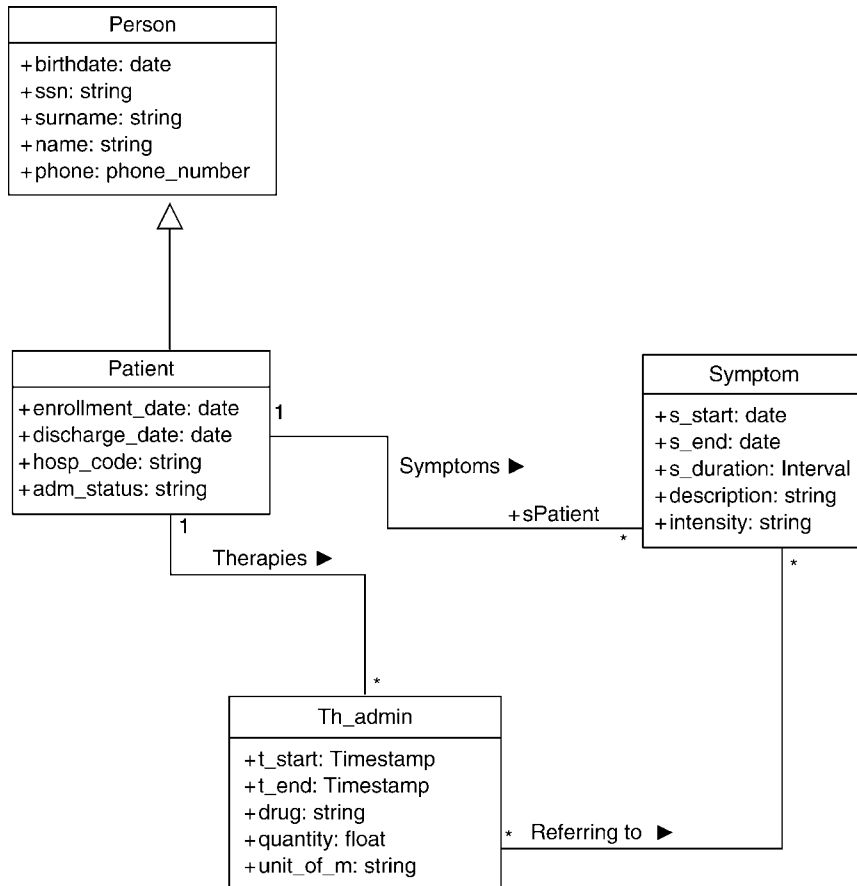 Person
+birthdate: date
+ssn: string
+surname: string
+name: string
+phone: phone_number
Patient
+enrollment_date: date
+discharge_date: date
+hosp_code: string
+adm_status: string
1
Symptoms ►
+sPatient
*
Symptom
+s_start: date
+s_end: date
+s_duration: Interval
+description: string
+intensity: string
*
1
Therapies ►
*
Th_admin
+t_start: Timestamp
+t_end: Timestamp
+drug: string
+quantity: float
+unit_of_m: string
* Referring to ►